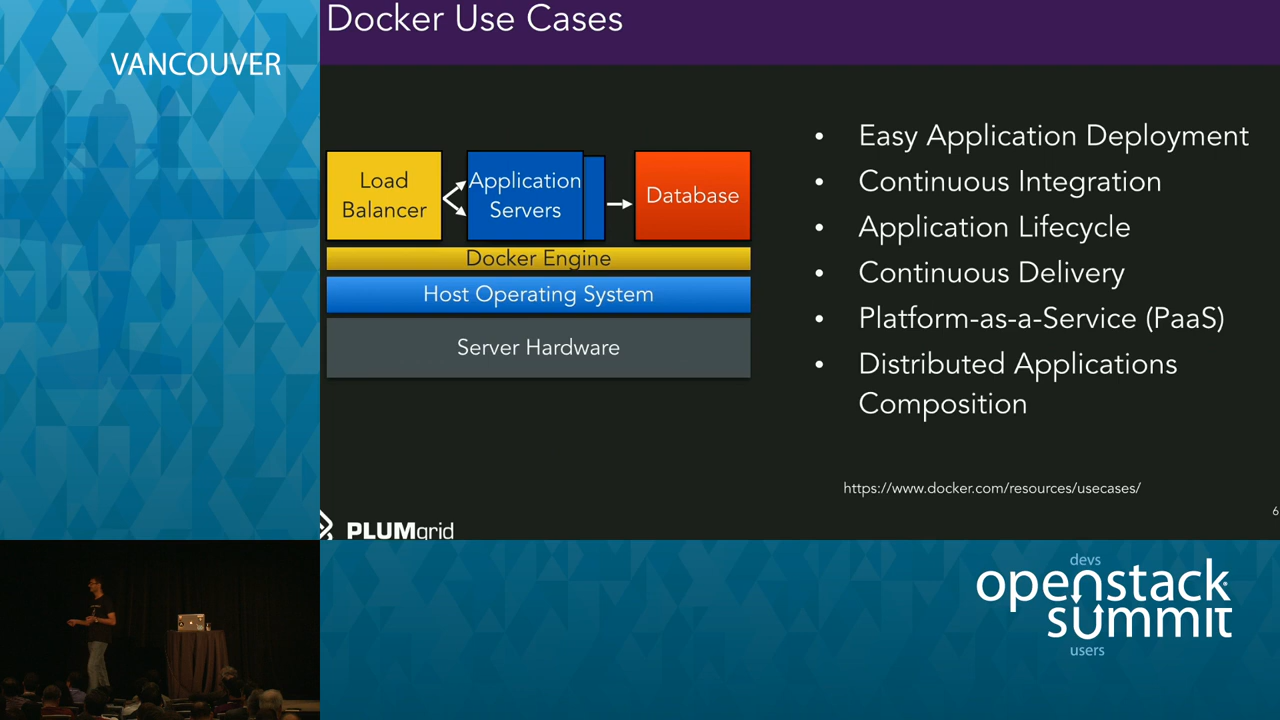 VANCOUVER
Docker Use Cases
Load
Balancer
Application
Servers
Database
Docker Engine
Host Operating System
Server Hardware
• Easy Application Deployment
• Continuous Integration
• Application Lifecycle
• Continuous Delivery
• Platform-as-a-Service (PaaS)
• Distributed Applications
Composition
https://www.docker.com/resources/usecases/
6
PLUMgrid
devs
openstack
summit
users